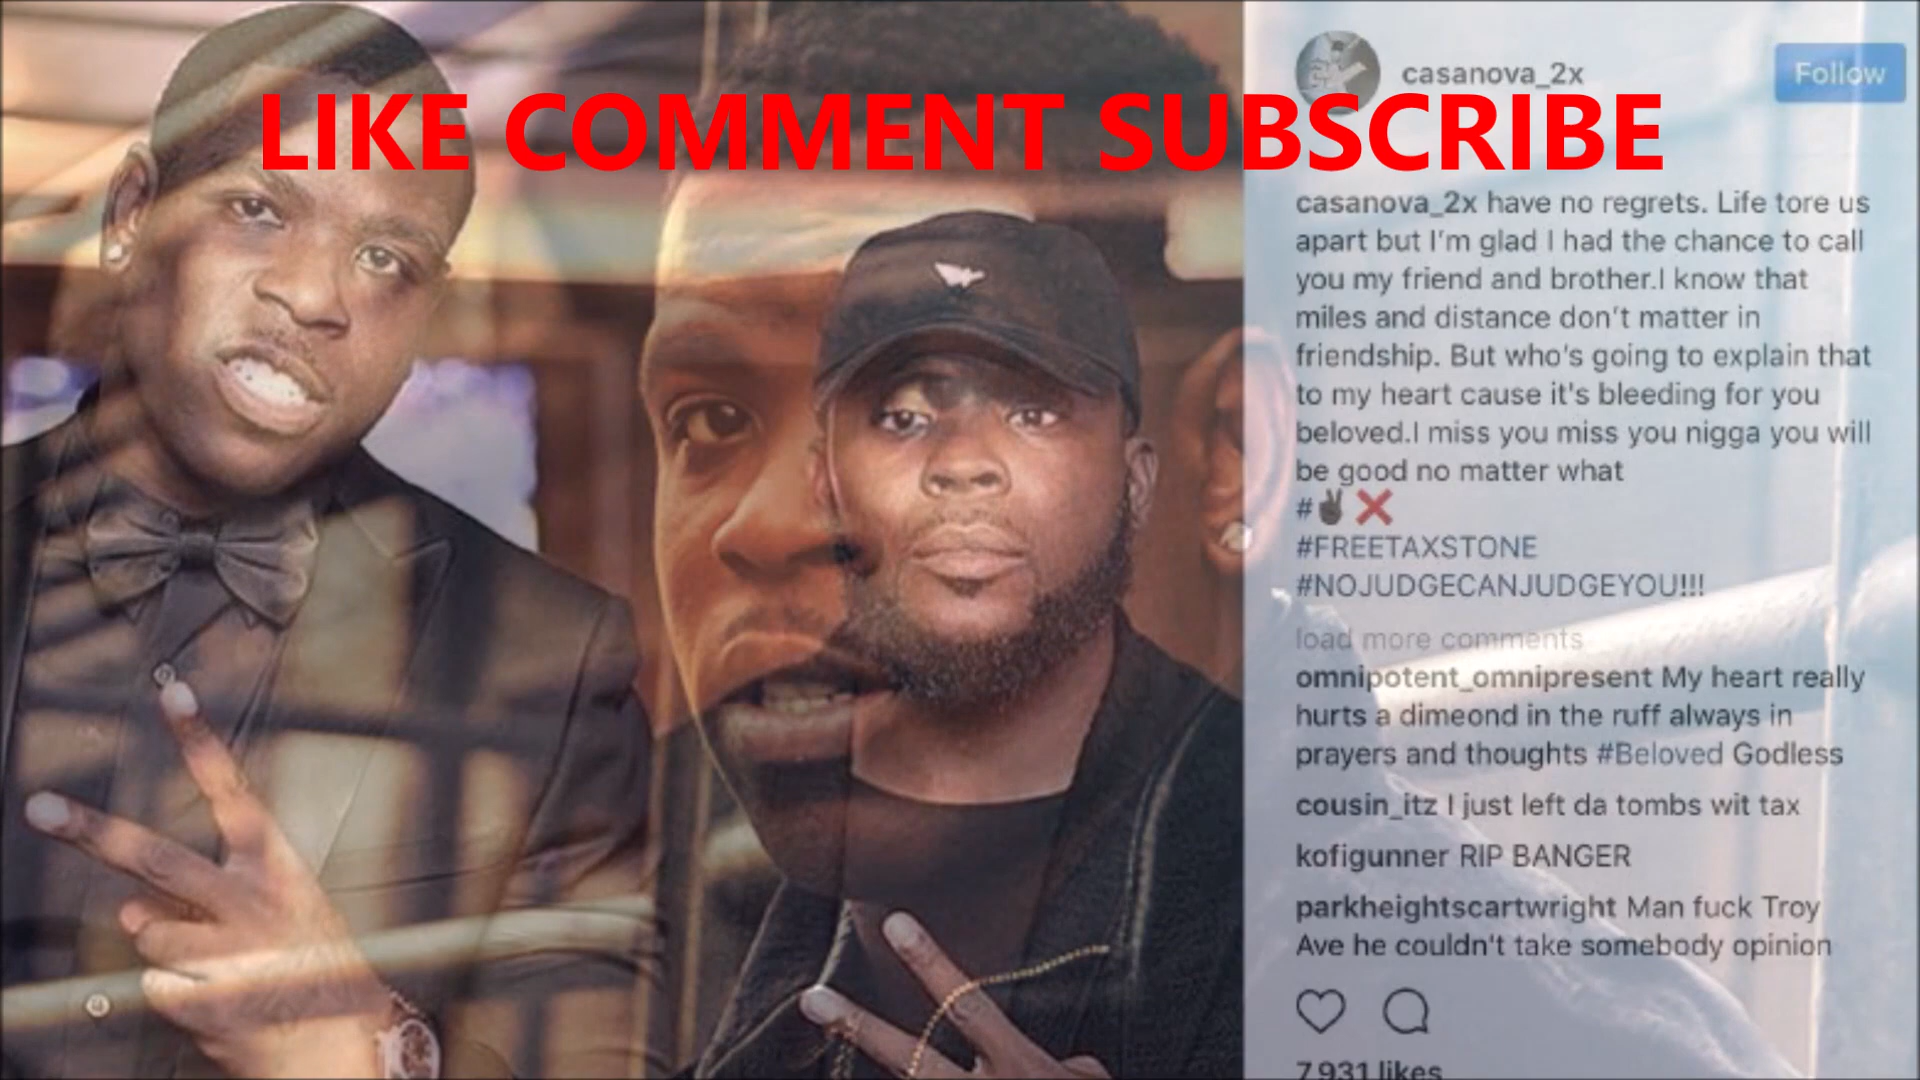 casanova_2x
Follow
LIKE COMMENT SUBSCRIBE
casanova_2x have no regrets. Life tore us
apart but I'm glad I had the chance to call
you my friend and brother.I know that
miles and distance don't matter in
friendship. But who's going to explain that
to my heart cause it's bleeding for you
beloved.I miss you miss you nigga you will
be good no matter what
#✌🏿❌
#FREETAXSTONE
#NOJUDGECANJUDGEYOU!!!
load more comments
omnipotent_omnipresent My heart really
hurts a dimeond in the ruff always in
prayers and thoughts #Beloved Godless
cousin_itz I just left da tombs wit tax
kofigunner RIP BANGER
parkheightscartwright Man fuck Troy
Ave he couldn't take somebody opinion
7,931 likes